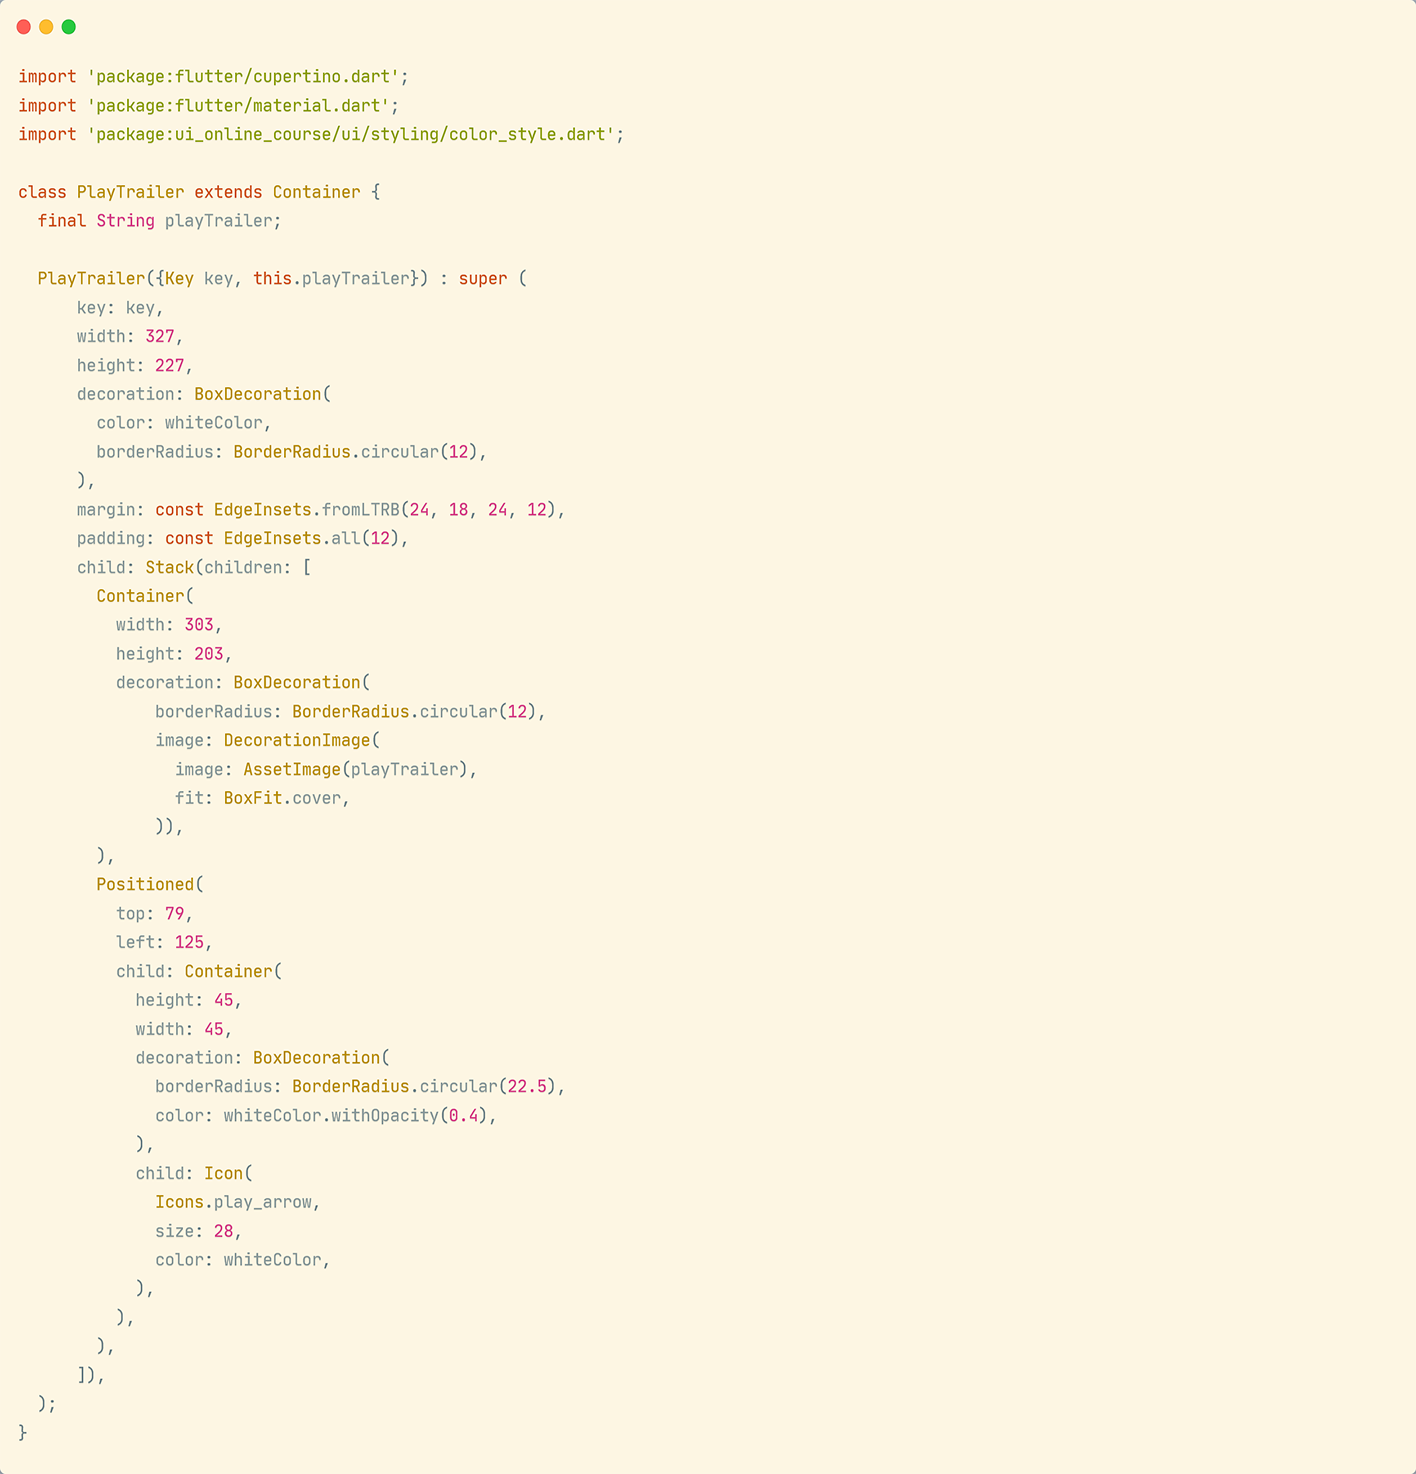 import 'package:flutter/cupertino.dart';
import 'package:flutter/material.dart';
import 'package:ui_online_course/ui/styling/color_style.dart';

class PlayTrailer extends Container {
  final String playTrailer;

  PlayTrailer({Key key, this.playTrailer}) : super (
      key: key,
      width: 327,
      height: 227,
      decoration: BoxDecoration(
        color: whiteColor,
        borderRadius: BorderRadius.circular(12),
      ),
      margin: const EdgeInsets.fromLTRB(24, 18, 24, 12),
      padding: const EdgeInsets.all(12),
      child: Stack(children: [
        Container(
          width: 303,
          height: 203,
          decoration: BoxDecoration(
              borderRadius: BorderRadius.circular(12),
              image: DecorationImage(
                image: AssetImage(playTrailer),
                fit: BoxFit.cover,
              )),
        ),
        Positioned(
          top: 79,
          left: 125,
          child: Container(
            height: 45,
            width: 45,
            decoration: BoxDecoration(
              borderRadius: BorderRadius.circular(22.5),
              color: whiteColor.withOpacity(0.4),
            ),
            child: Icon(
              Icons.play_arrow,
              size: 28,
              color: whiteColor,
            ),
          ),
        ),
      ]),
  );
}